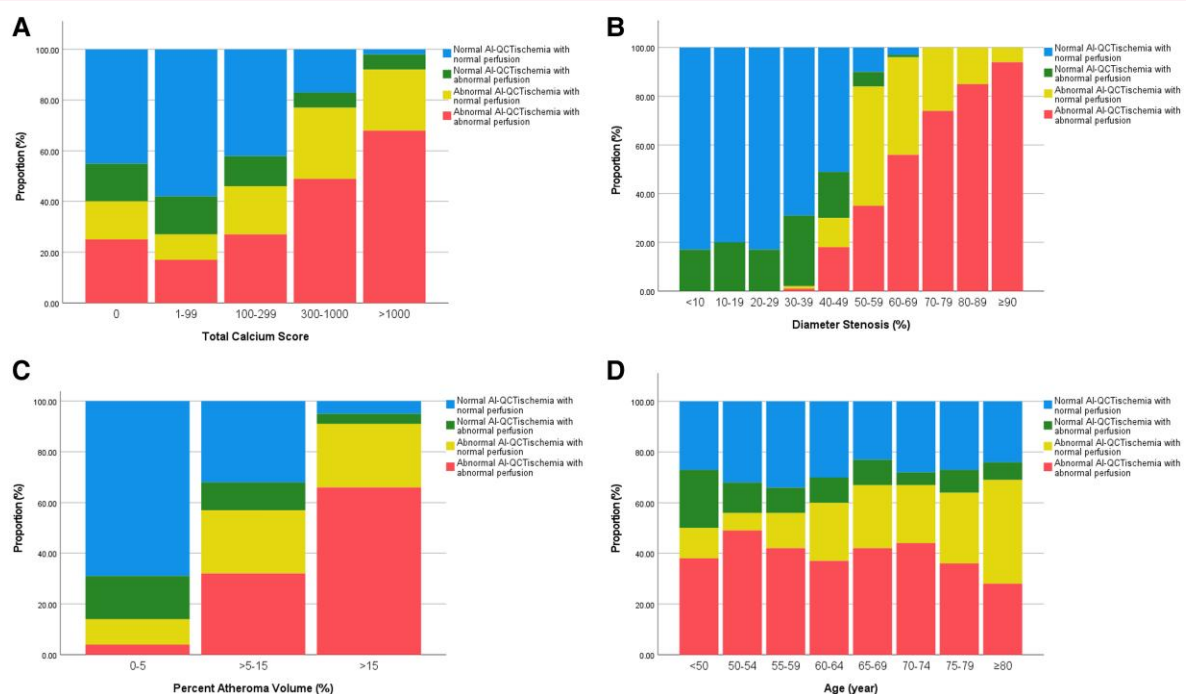 A
100.00
80.00
60.00
40.00
20.00
0.00
Proportion (%)
0 1-99 100-299 300-1000 >1000
Total Calcium Score
Normal AI-QCTischemia with
normal perfusion
Normal AI-QCTischemia with
abnormal perfusion
Abnormal AI-QCTischemia with
normal perfusion
Abnormal AI-QCTischemia with
abnormal perfusion
B
100.00
80.00
60.00
40.00
20.00
0.00
Proportion (%)
<10 10-19 20-29 30-39 40-49 50-59 60-69 70-79 80-89 ≥90
Diameter Stenosis (%)
Normal AI-QCTischemia with
normal perfusion
Normal AI-QCTischemia with
abnormal perfusion
Abnormal AI-QCTischemia with
normal perfusion
Abnormal AI-QCTischemia with
abnormal perfusion
C
100.00
80.00
60.00
40.00
20.00
0.00
Proportion (%)
0-5 >5-15 >15
Percent Atheroma Volume (%)
Normal AI-QCTischemia with
normal perfusion
Normal AI-QCTischemia with
abnormal perfusion
Abnormal AI-QCTischemia with
normal perfusion
Abnormal AI-QCTischemia with
abnormal perfusion
D
100.00
80.00
60.00
40.00
20.00
0.00
Proportion (%)
<50 50-54 55-59 60-64 65-69 70-74 75-79 ≥80
Age (year)
Normal AI-QCTischemia with
normal perfusion
Normal AI-QCTischemia with
abnormal perfusion
Abnormal AI-QCTischemia with
normal perfusion
Abnormal AI-QCTischemia with
abnormal perfusion